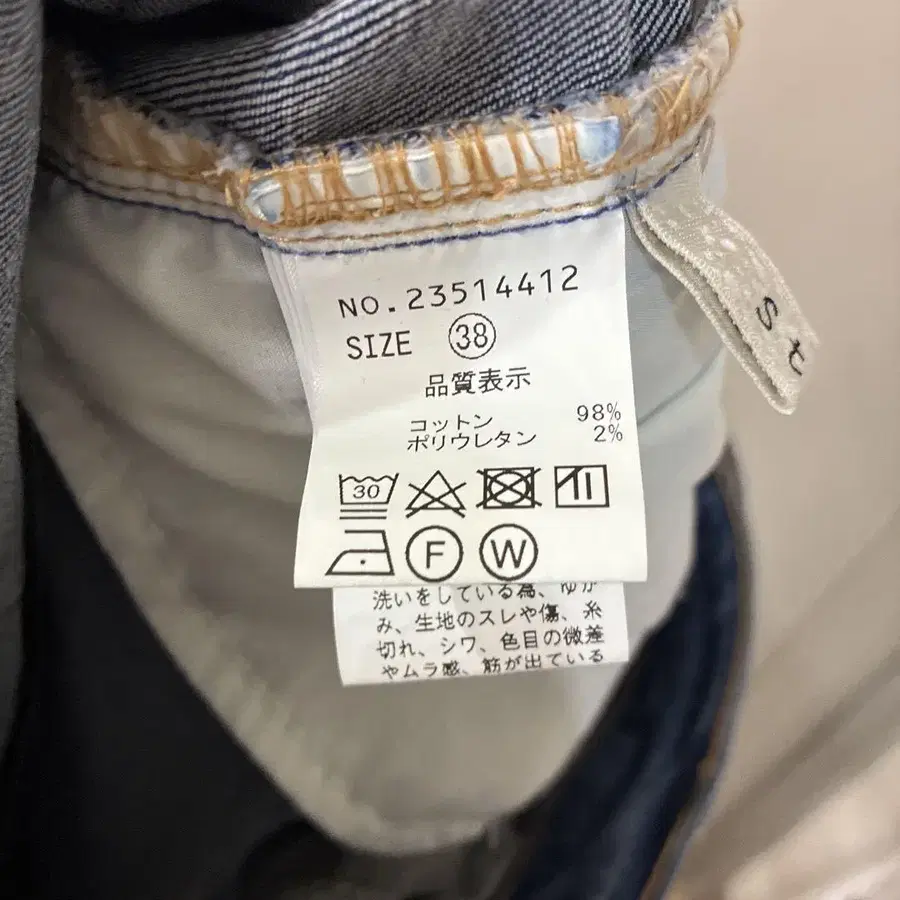 NO.23514412
SIZE 38
品質表示
コットン 98%
ポリウレタン 2%
30
F W
洗いをしている為、ゆが
み、生地のスレや傷、糸
切れ、シワ、色目の微差
やムラ感、筋が出ている
S t